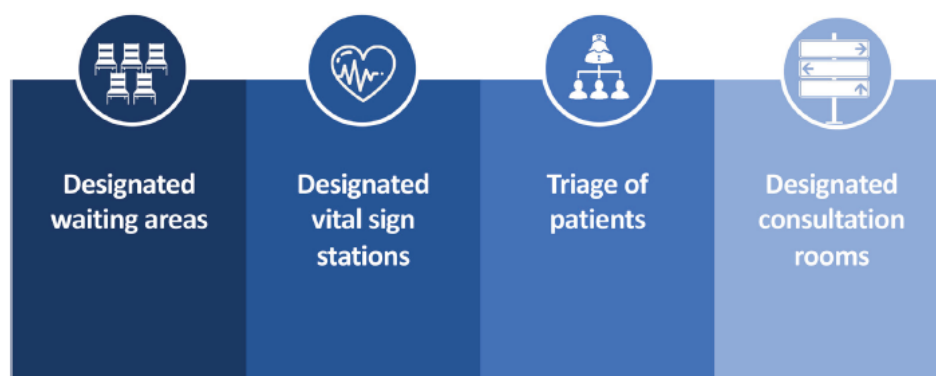 Designated
waiting areas
Designated
vital sign
stations
Triage of
patients
Designated
consultation
rooms